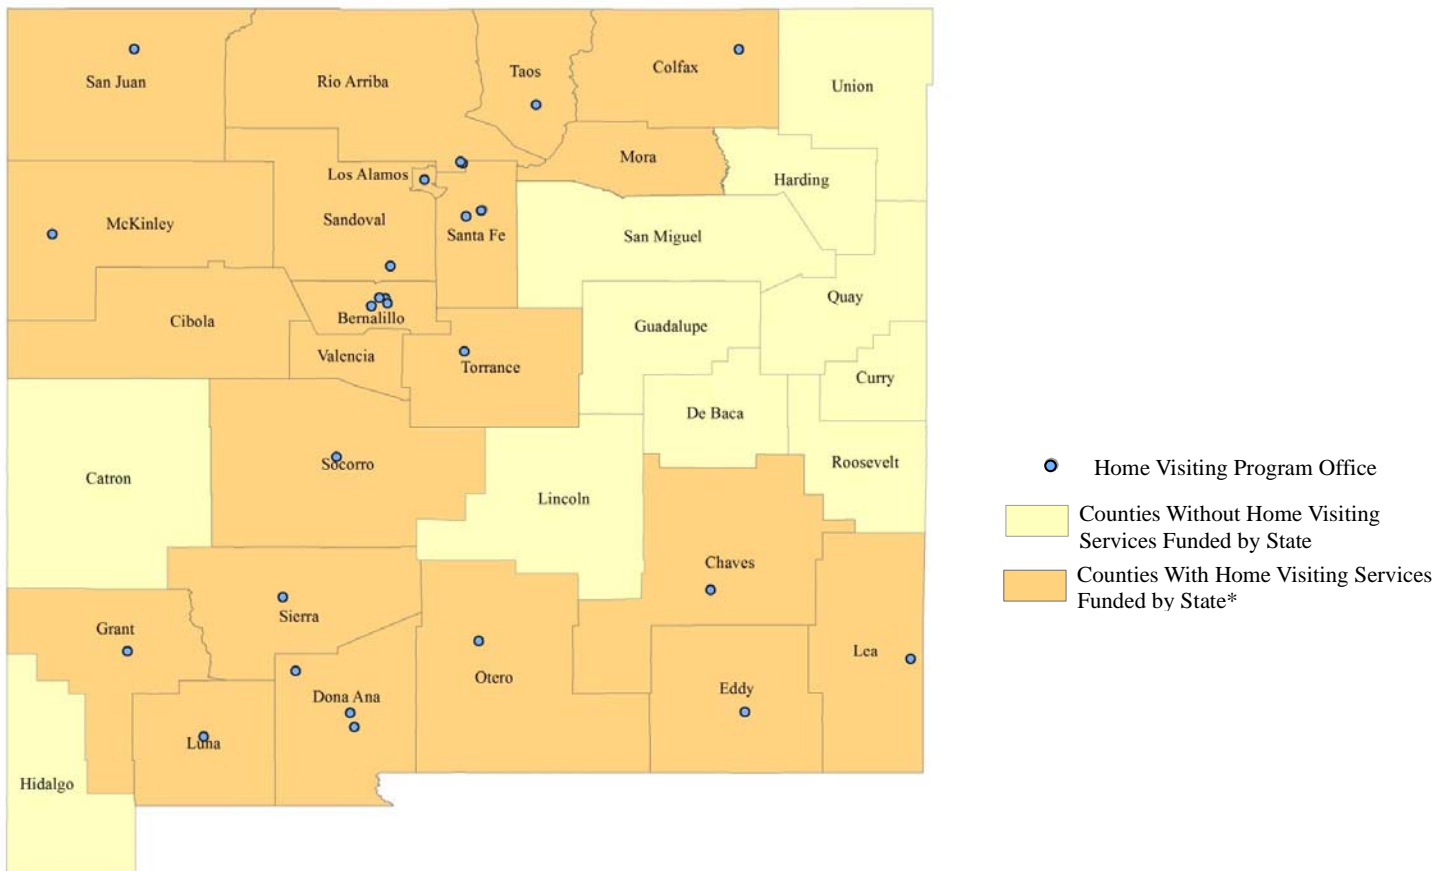 San Juan
Rio Arriba
Taos
Colfax
Union
Mora
Harding
Los Alamos
McKinley
Sandoval
Santa Fe
San Miguel
Quay
Cibola
Bernalillo
Guadalupe
Valencia
Torrance
Curry
De Baca
Catron
Socorro
Lincoln
Roosevelt
Chaves
Sierra
Grant
Otero
Lea
Dona Ana
Eddy
Luna
Hidalgo
Home Visiting Program Office
Counties Without Home Visiting
Services Funded by State
Counties With Home Visiting Services
Funded by State*